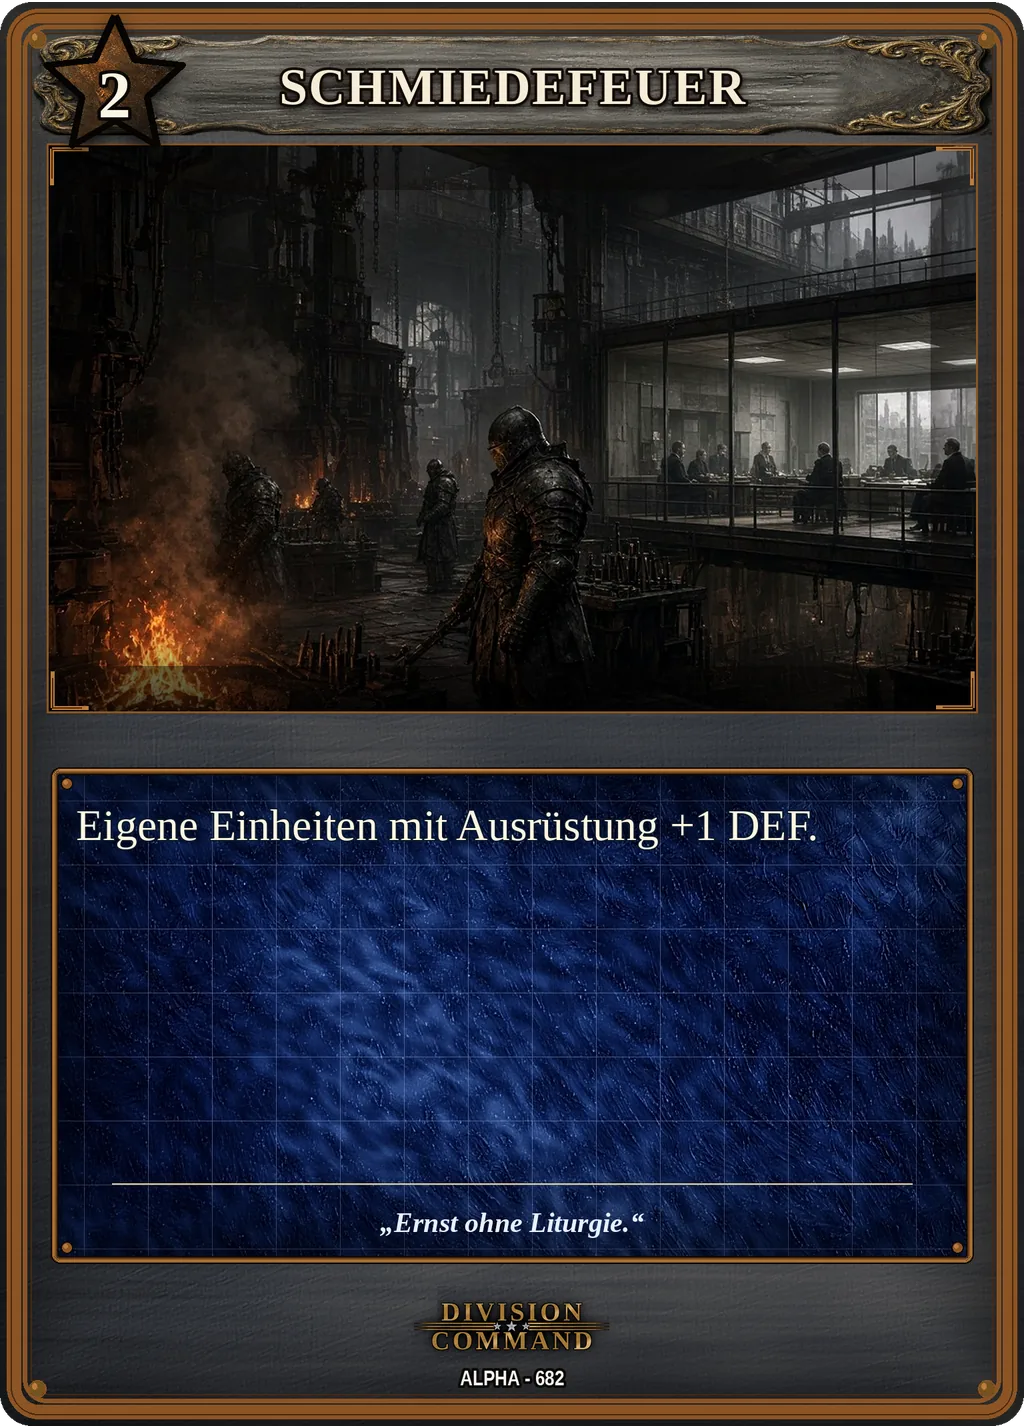 2
SCHMIEDEFEUER
Eigene Einheiten mit Ausrüstung +1 DEF.
„Ernst ohne Liturgie.“
DIVISION
COMMAND
ALPHA - 682